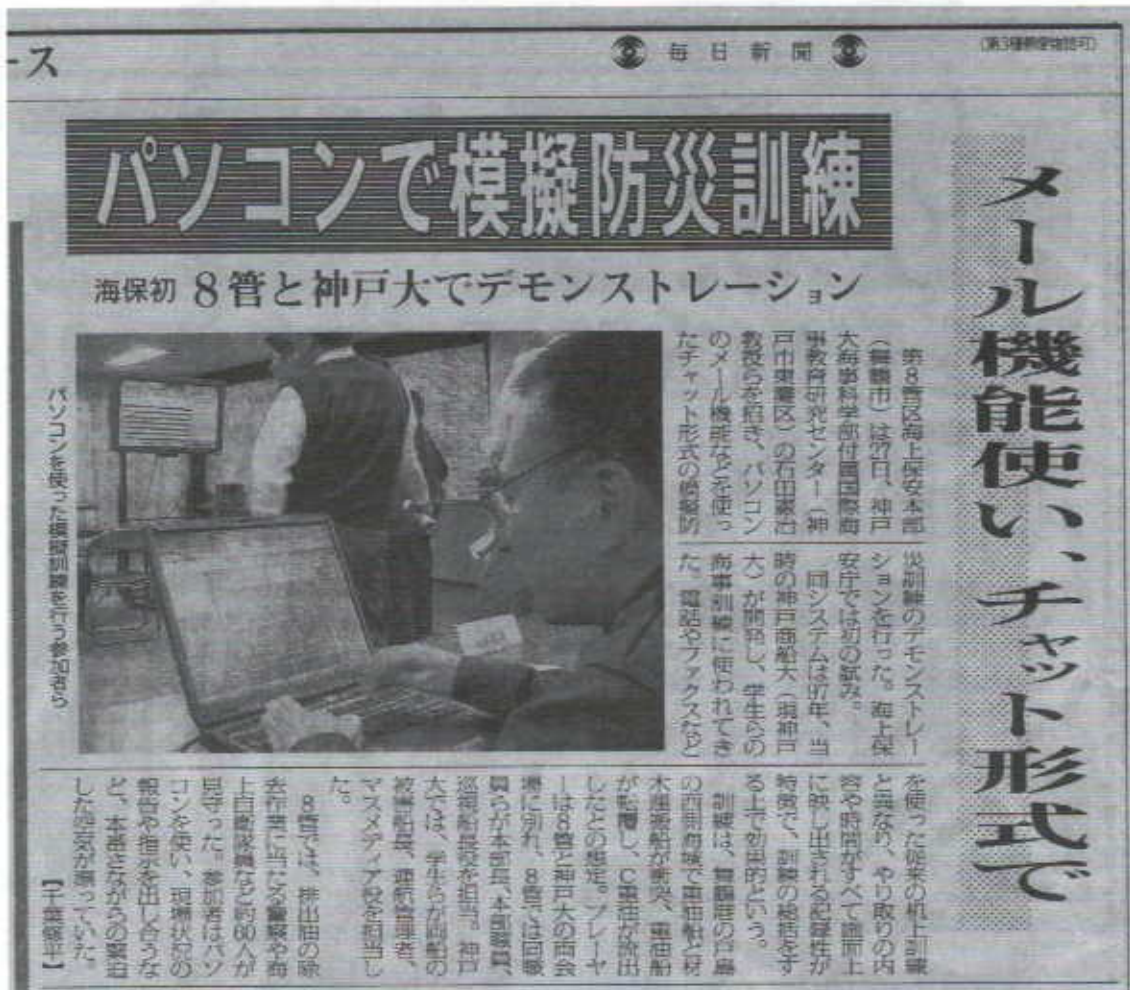 ース
毎日新聞
(第3種郵便物認可)
メール機能使い、チャット形式で
パソコンで模擬防災訓練
海保初 8管と神戸大でデモンストレーション
第8管区海上保安本部
(舞鶴市)は27日、神戸
大海事科学部付属国際海
事教育研究センター(神
戸市東灘区)の石田憲治
教授らを招き、パソコン
のメール機能などを使っ
たチャット形式の模擬防
災訓練のデモンストレー
ションを行った。海上保
安庁では初の試み。
同システムは97年、当
時の神戸商船大(現神戸
大)が開発し、学生らの
海事訓練に使われてき
た。電話やファクスなど
を使った従来の机上訓練
と異なり、やり取りの内
容や時間がすべて画面上
に映し出される記録性が
特徴で、訓練の総括をす
る上で効果的という。
訓練は、舞鶴港の戸島
の西側海域で重油船と材
木運搬船が衝突、重油船
が転覆し、C重油が流出
したとの想定。プレーヤ
ーは8管と神戸大の両会
場に別れ、8管では同職
員らが本部長、本部職員、
巡視船長役を担当。神戸
大では、学生らが両船の
被害船長、運航管理者、
マスメディア役を担当し
た。
8管では、排出油の除
去作業に当たる警察や海
上自衛隊員など約60人が
見守った。参加者はパソ
コンを使い、現場状況の
報告や指示を出し合うな
ど、本番さながらの緊迫
した空気が漂っていた。
【千葉 平】
パソコンを使った模擬訓練を行う参加者ら